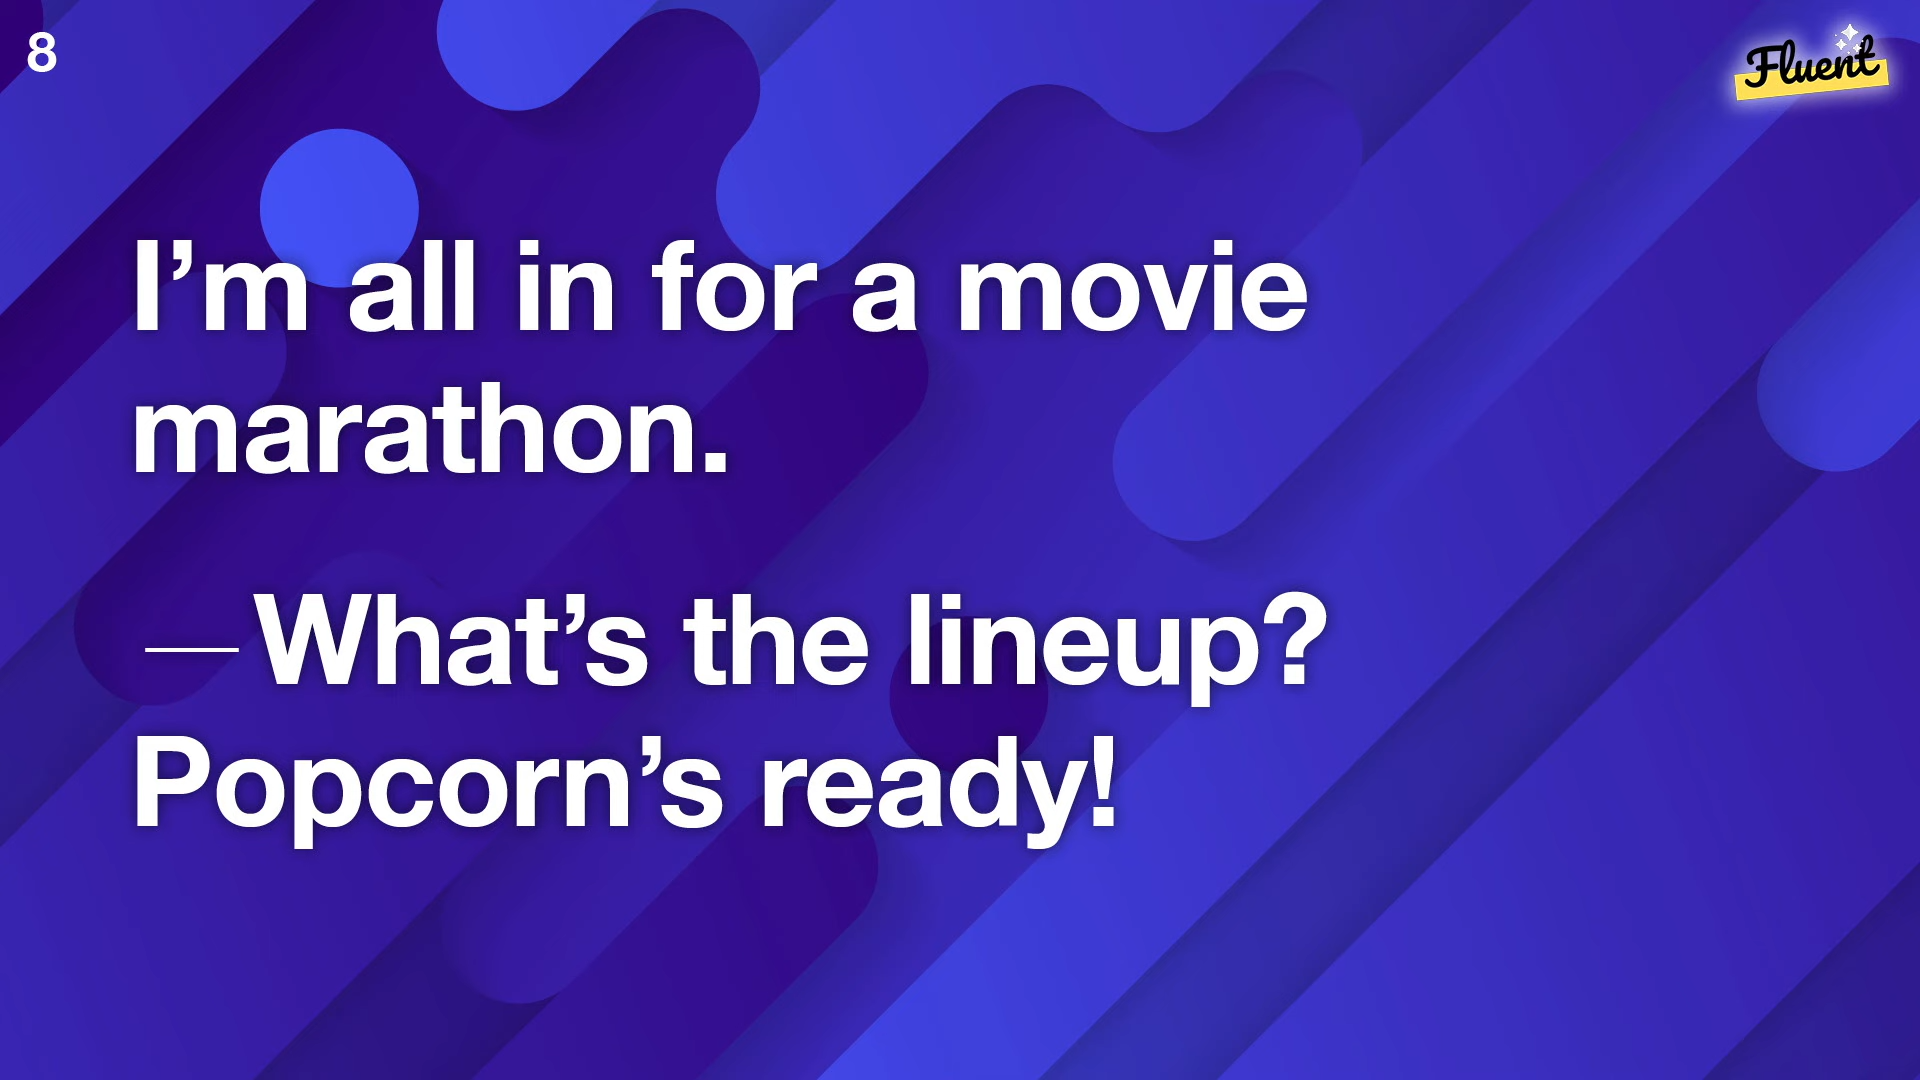 8
Fluent
I’m all in for a movie
marathon.
—What’s the lineup?
Popcorn’s ready!